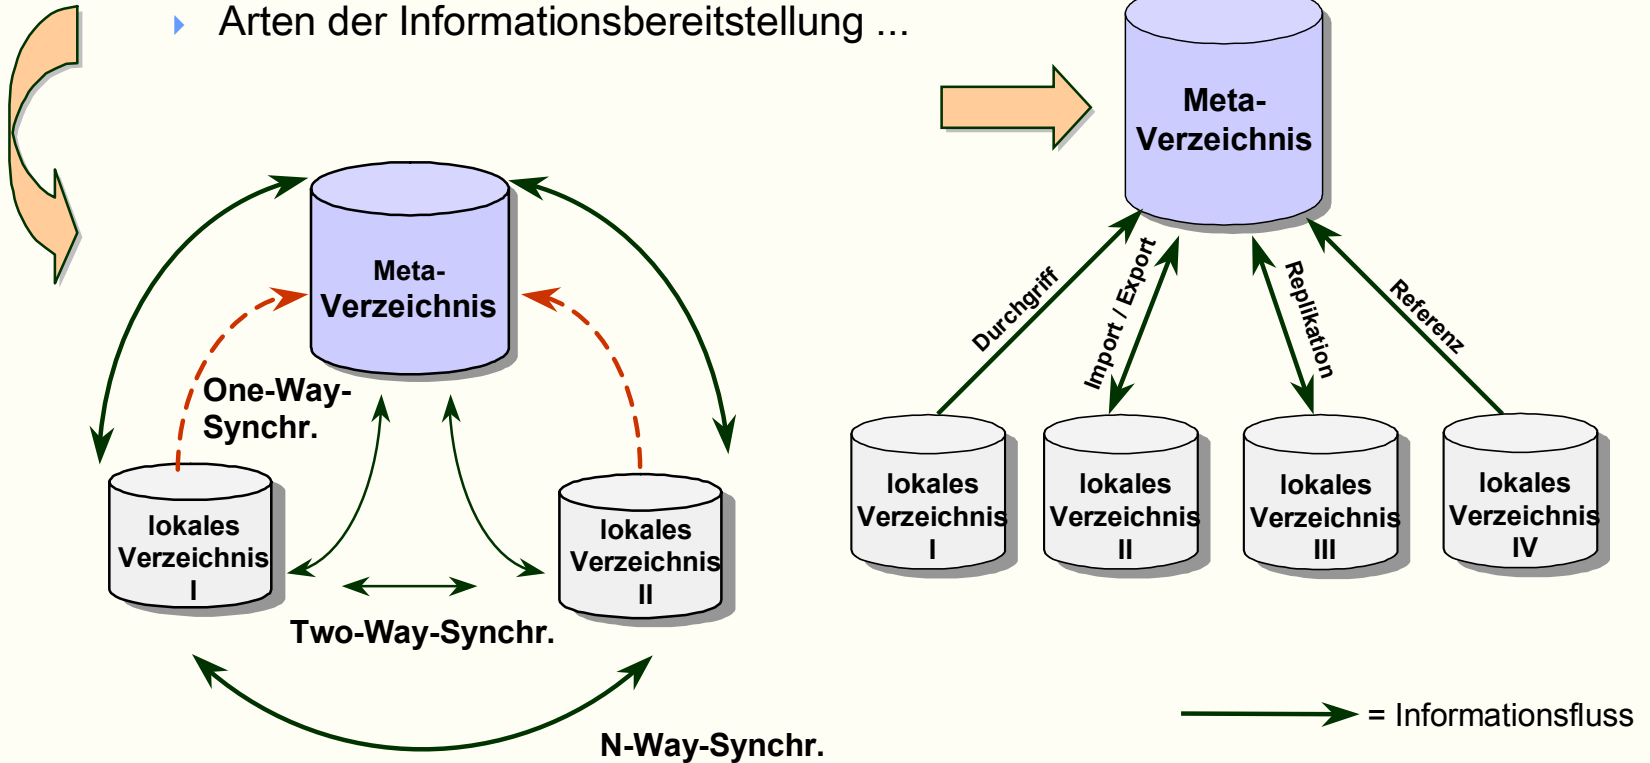 Arten der Informationsbereitstellung ...
Meta-
Verzeichnis
One-Way-
Synchr.
lokales
Verzeichnis
I
lokales
Verzeichnis
II
Two-Way-Synchr.
N-Way-Synchr.
Meta-
Verzeichnis
Durchgriff
Import / Export
Replikation
Referenz
lokales
Verzeichnis
I
lokales
Verzeichnis
II
lokales
Verzeichnis
III
lokales
Verzeichnis
IV
= Informationsfluss